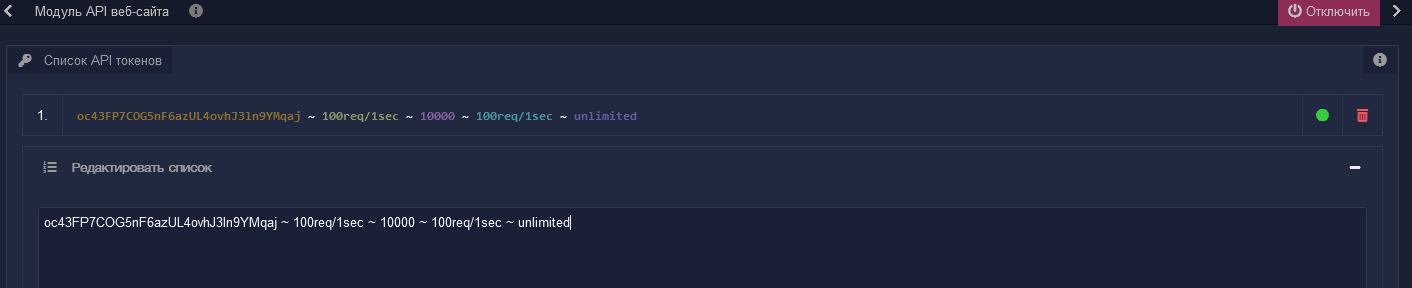 Модуль API веб-сайта
Отключить
Список API токенов
1. oc43FP7COG5nF6azUL4ovhJ3ln9YMqaj ~ 100req/1sec ~ 10000 ~ 100req/1sec ~ unlimited
Редактировать список
oc43FP7COG5nF6azUL4ovhJ3ln9YMqaj ~ 100req/1sec ~ 10000 ~ 100req/1sec ~ unlimited